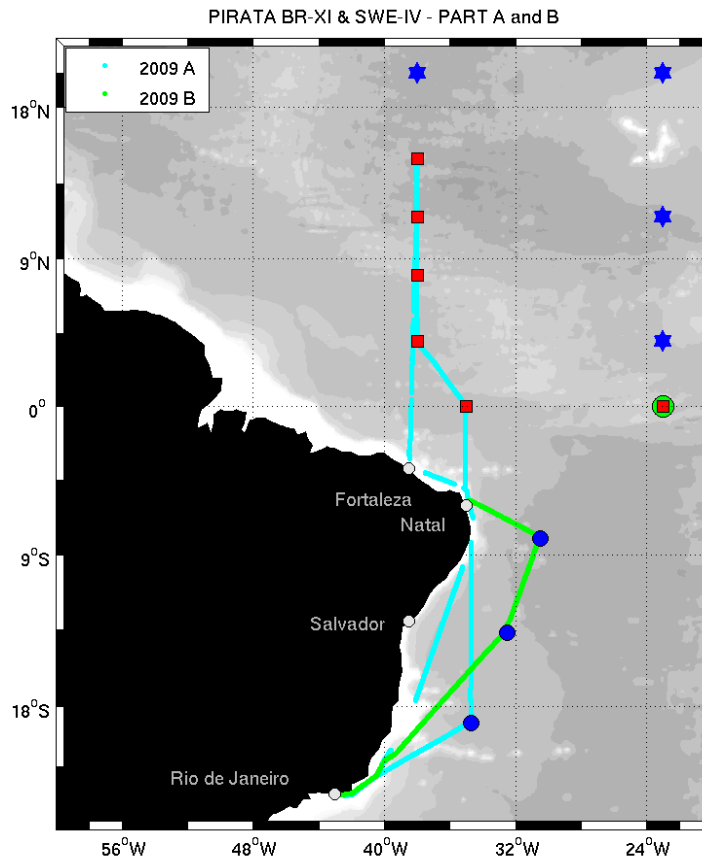 PIRATA BR-XI & SWE-IV - PART A and B
2009 A
2009 B
18°N
9°N
0°
Fortaleza
Natal
9°S
Salvador
18°S
Rio de Janeiro
56°W 48°W 40°W 32°W 24°W